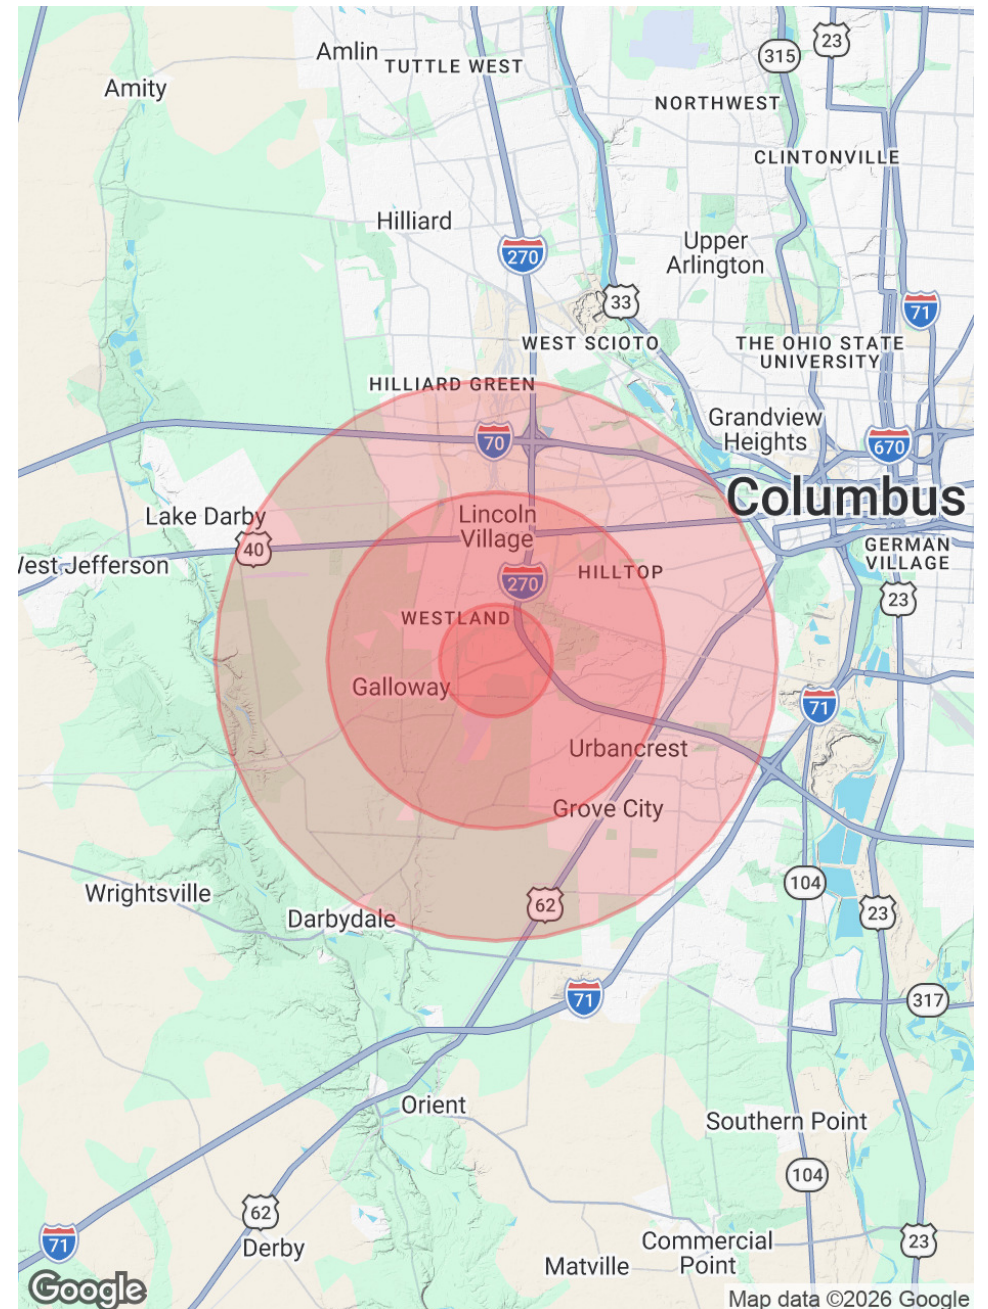 23
315
Amlin
TUTTLE WEST
Amity
NORTHWEST
CLINTONVILLE
Hilliard
270
Upper
Arlington
33
71
WEST SCIOTO
THE OHIO STATE
UNIVERSITY
HILLIARD GREEN
Grandview
Heights
70
670
Columbus
Lake Darby
Lincoln
Village
40
GERMAN
VILLAGE
West Jefferson
270
HILLTOP
23
WESTLAND
Galloway
71
Urbancrest
Grove City
104
Wrightsville
62
23
Darbydale
71
317
Orient
Southern Point
104
62
71
Derby
23
Commercial
Point
Matville
Google
Map data ©2026 Google